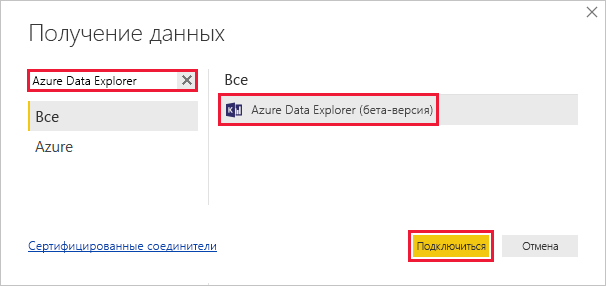 Получение данных
Azure Data Explorer
Все
Azure
Все
Azure Data Explorer (бета-версия)
Сертифицированные соединители
Подключиться
Отмена